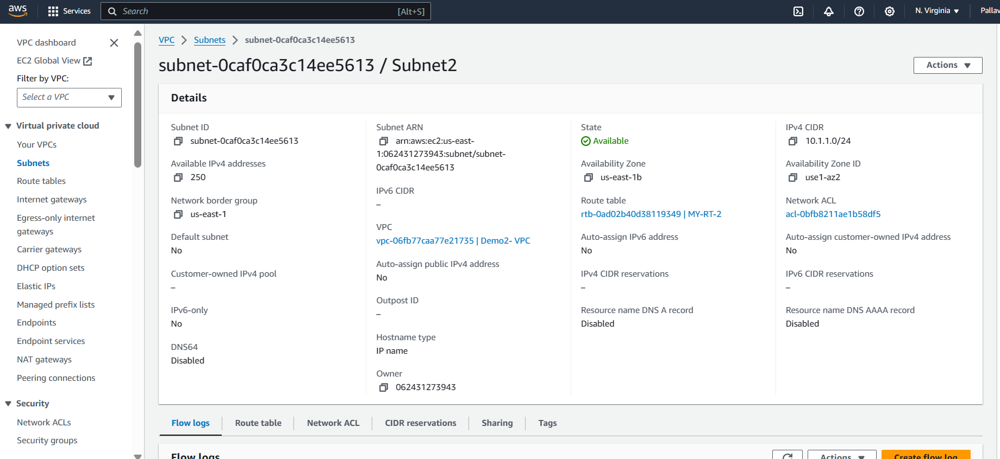 aws
Services
Search
[Alt+S]
N. Virginia
Pallav
VPC dashboard
EC2 Global View
Filter by VPC:
Select a VPC
Virtual private cloud
Your VPCs
Subnets
Route tables
Internet gateways
Egress-only internet
gateways
Carrier gateways
DHCP option sets
Elastic IPs
Managed prefix lists
Endpoints
Endpoint services
NAT gateways
Peering connections
Security
Network ACLs
Security groups
VPC
Subnets
subnet-0caf0ca3c14ee5613
subnet-0caf0ca3c14ee5613 / Subnet2
Actions
Details
Subnet ID
subnet-0caf0ca3c14ee5613
Available IPv4 addresses
250
Network border group
us-east-1
Default subnet
No
Customer-owned IPv4 pool
–
IPv6-only
No
DNS64
Disabled
Subnet ARN
arn:aws:ec2:us-east-
1:062431273943:subnet/subnet-
0caf0ca3c14ee5613
IPv6 CIDR
–
VPC
vpc-06fb77caa77e21735 | Demo2- VPC
Auto-assign public IPv4 address
No
Outpost ID
–
Hostname type
IP name
Owner
062431273943
State
Available
Availability Zone
us-east-1b
Route table
rtb-0ad02b40d38119349 | MY-RT-2
Auto-assign IPv6 address
No
IPv4 CIDR reservations
–
Resource name DNS A record
Disabled
IPv4 CIDR
10.1.1.0/24
Availability Zone ID
use1-az2
Network ACL
acl-0bfb8211ae1b58df5
Auto-assign customer-owned IPv4 address
No
IPv6 CIDR reservations
–
Resource name DNS AAAA record
Disabled
Flow logs
Route table
Network ACL
CIDR reservations
Sharing
Tags
Flow logs
Actions
Create flow log